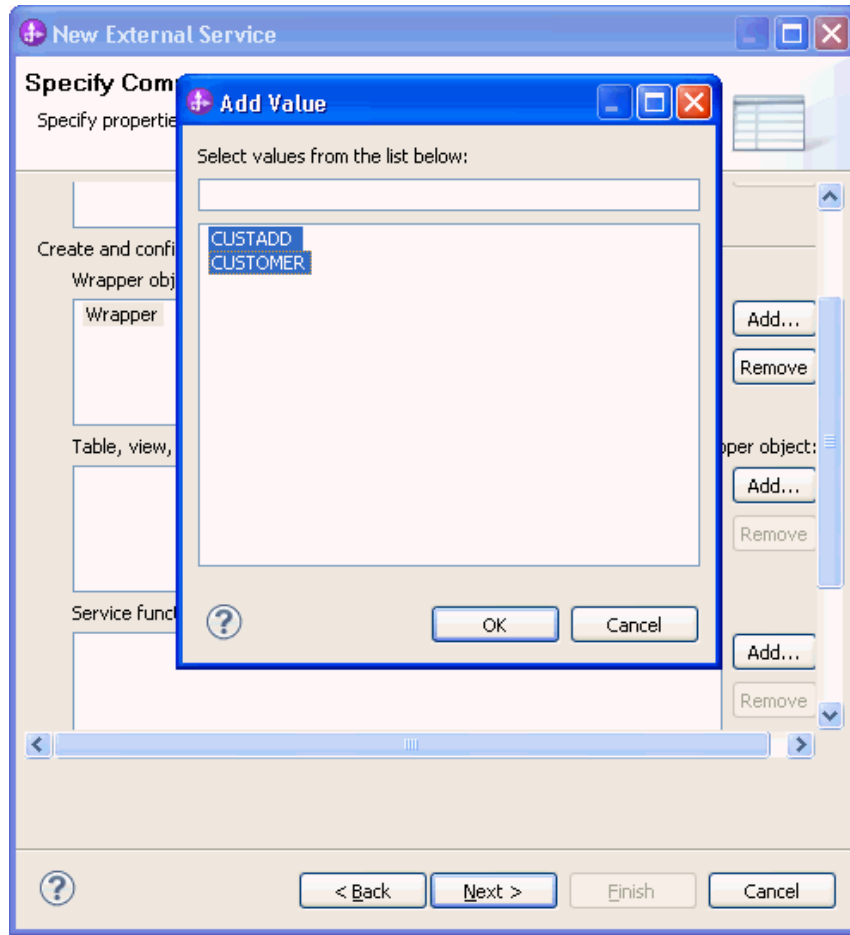 New External Service
Specify Com
Specify propertie
Add Value
Select values from the list below:
CUSTADD
CUSTOMER
Create and confi
Wrapper obj
Wrapper
Add...
Remove
Table, view,
pper object:
Add...
Remove
Service funct
OK
Cancel
Add...
Remove
< Back
Next >
Finish
Cancel